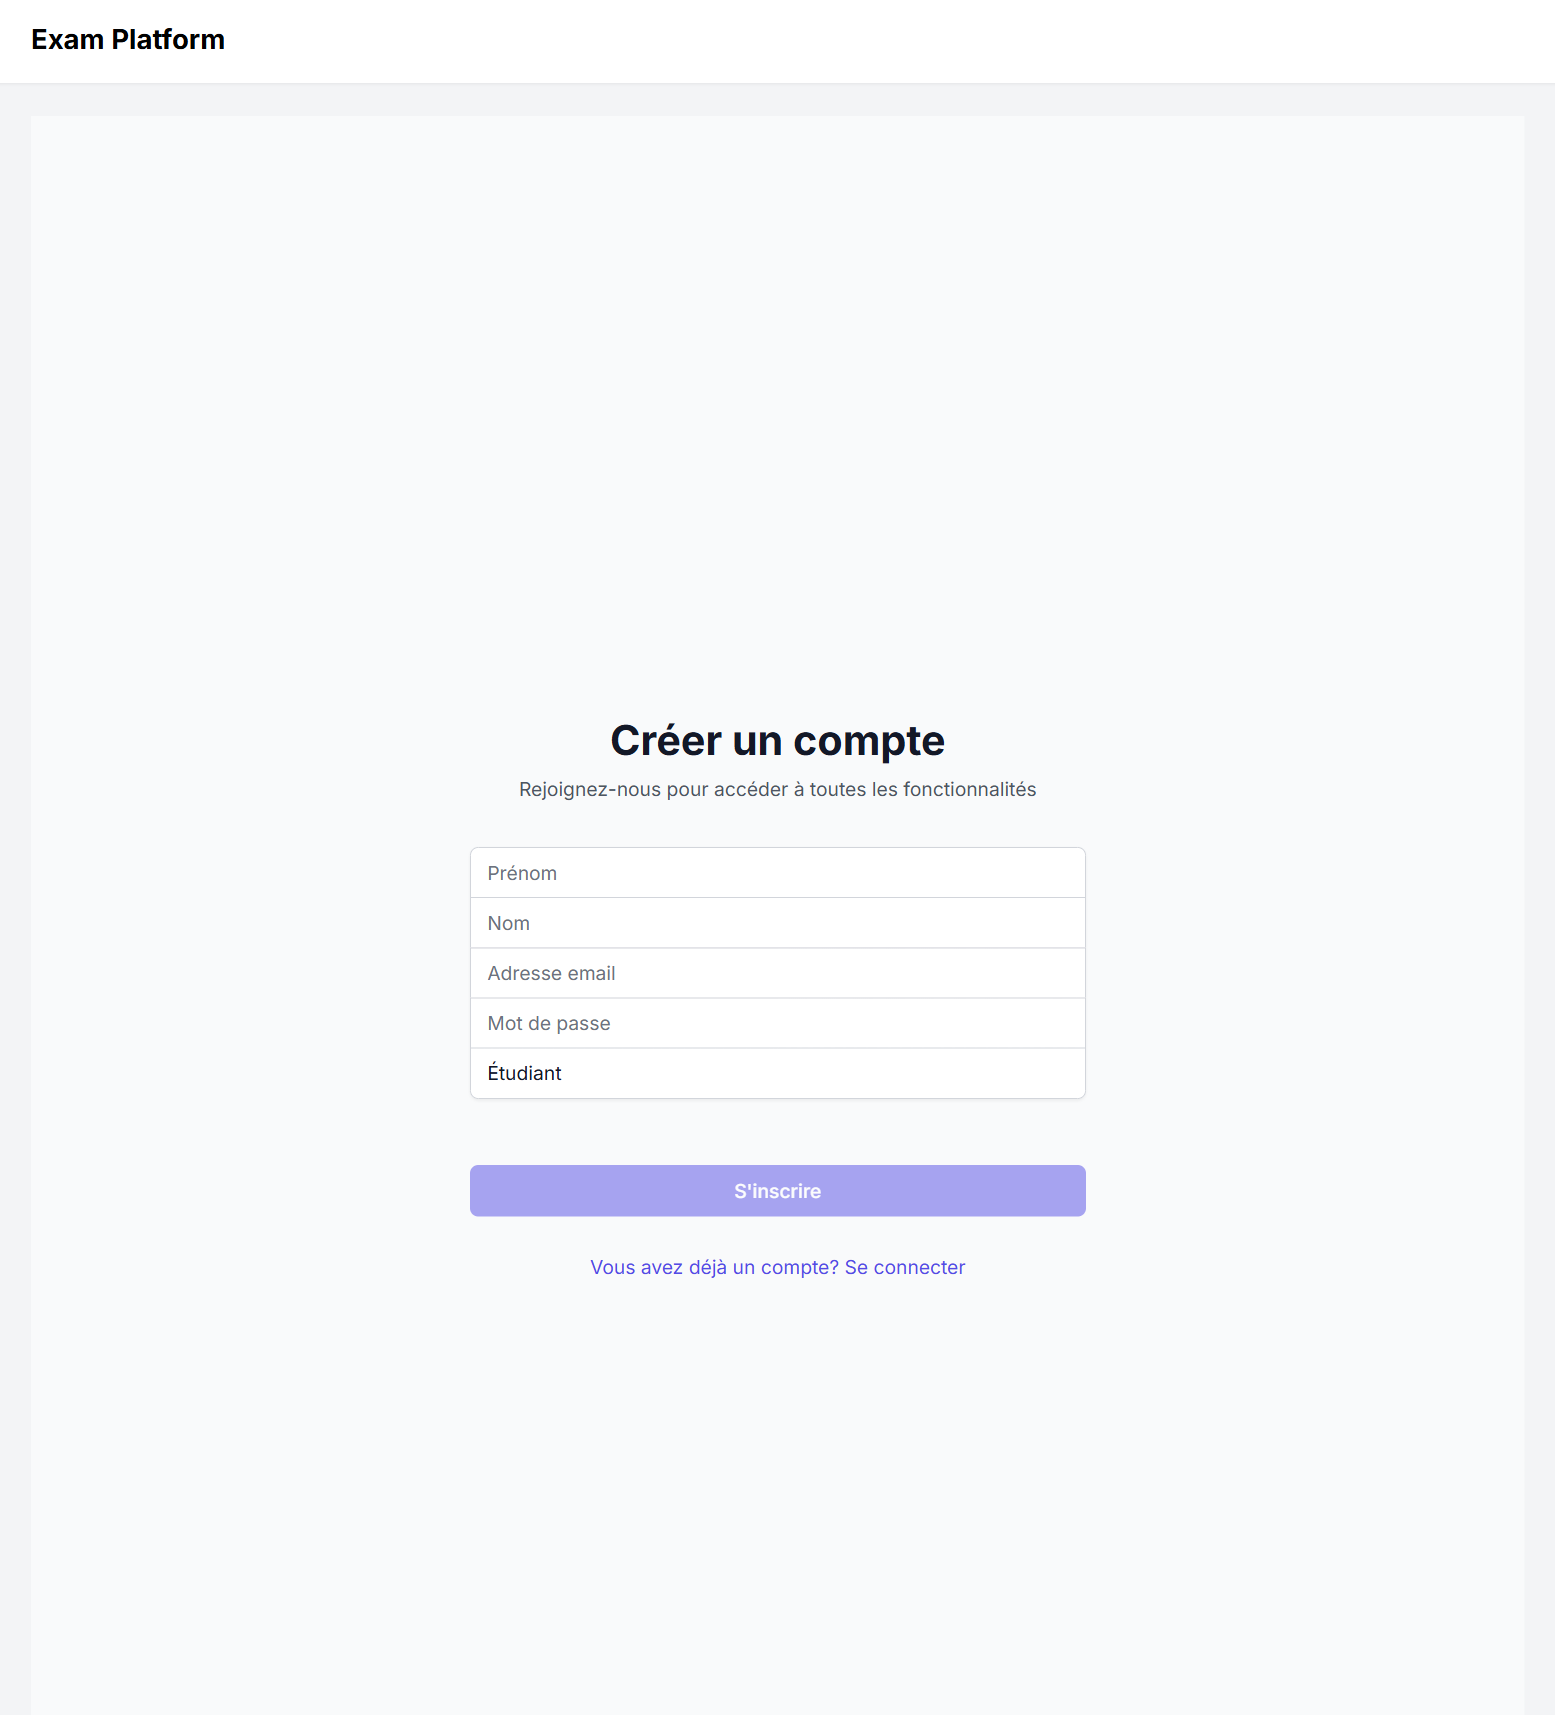 Exam Platform
Créer un compte
Rejoignez-nous pour accéder à toutes les fonctionnalités
Prénom
Nom
Adresse email
Mot de passe
Étudiant
S'inscrire
Vous avez déjà un compte? Se connecter